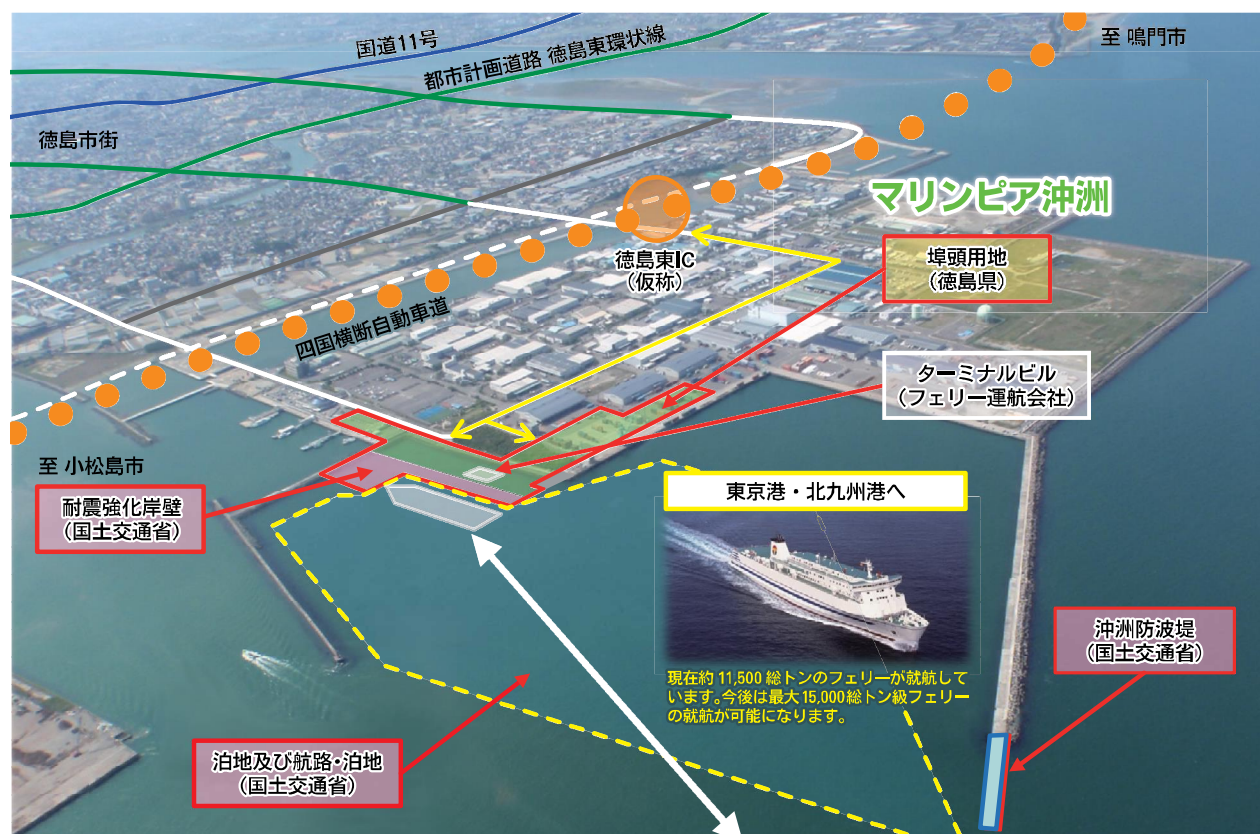 国道11号
都市計画道路 徳島東環状線
至 鳴門市
徳島市街
マリンピア沖洲
徳島東IC
(仮称)
埠頭用地
(徳島県)
四国横断自動車道
ターミナルビル
(フェリー運航会社)
至 小松島市
耐震強化岸壁
(国土交通省)
東京港・北九州港へ
現在約11,500総トンのフェリーが就航して
います。今後は最大15,000総トン級フェリー
の就航が可能になります。
沖洲防波堤
(国土交通省)
泊地及び航路・泊地
(国土交通省)